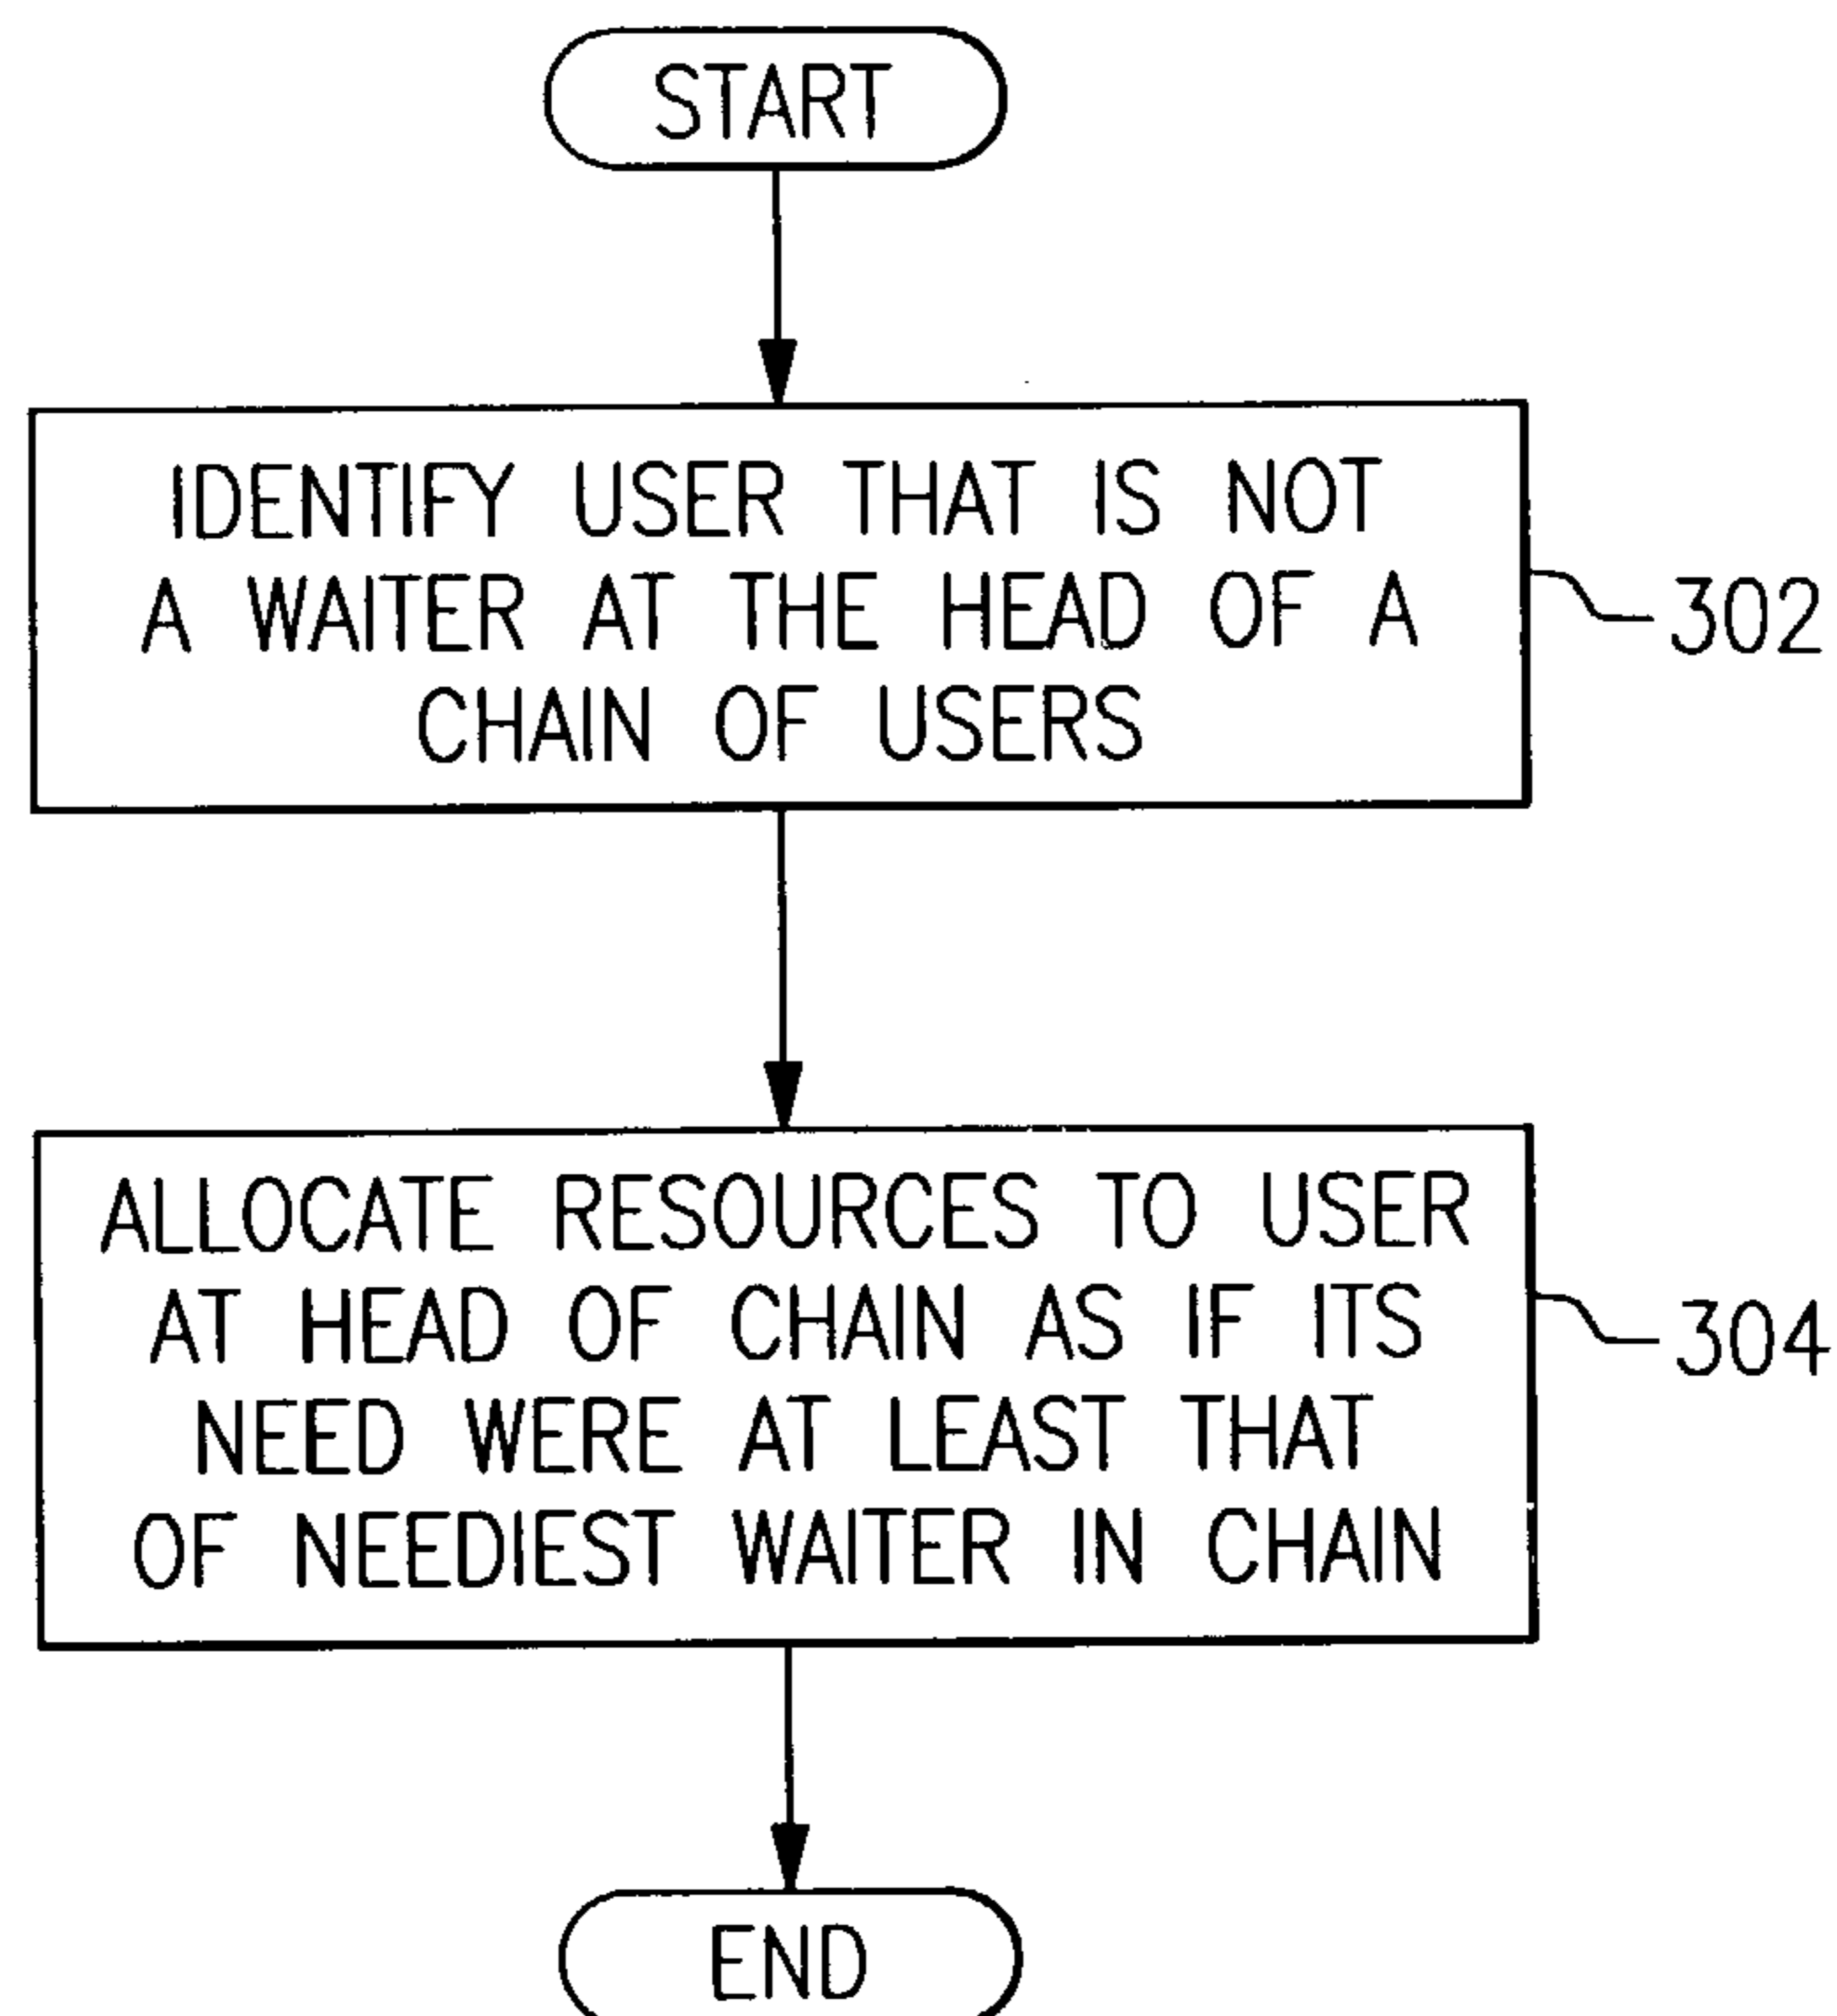 START
IDENTIFY USER THAT IS NOT
A WAITER AT THE HEAD OF A
CHAIN OF USERS
302
ALLOCATE RESOURCES TO USER
AT HEAD OF CHAIN AS IF ITS
NEED WERE AT LEAST THAT
OF NEEDIEST WAITER IN CHAIN
304
END